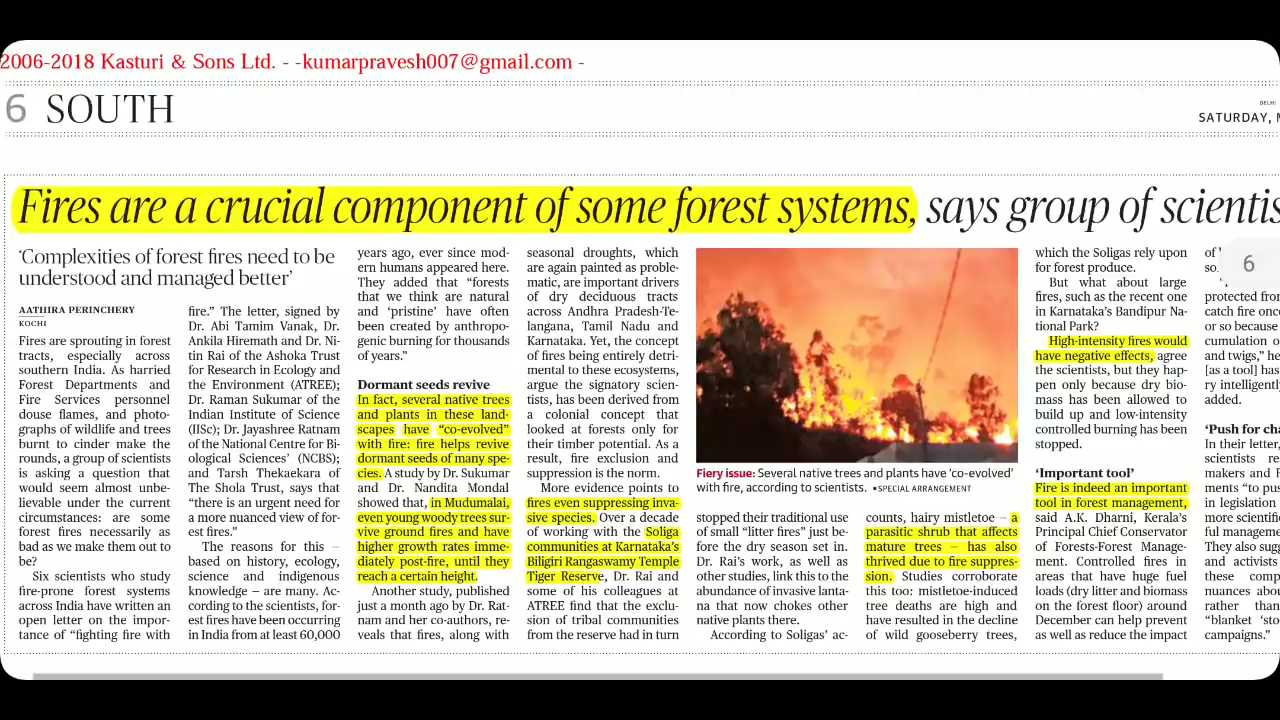 2006-2018 Kasturi & Sons Ltd. - -kumarpravesh007@gmail.com -
6 SOUTH
DELHI
SATURDAY, M
Fires are a crucial component of some forest systems, says group of scientis
‘Complexities of forest fires need to be
understood and managed better’
AATHIRA PERINCHERY
KOCHI
Fires are sprouting in forest
tracts, especially across
southern India. As harried
Forest Departments and
Fire Services personnel
douse flames, and photo-
graphs of wildlife and trees
burnt to cinder make the
rounds, a group of scientists
is asking a question that
would seem almost unbe-
lievable under the current
circumstances: are some
forest fires necessarily as
bad as we make them out to
be?
Six scientists who study
fire-prone forest systems
across India have written an
open letter on the impor-
tance of “fighting fire with
fire.” The letter, signed by
Dr. Abi Tamim Vanak, Dr.
Ankila Hiremath and Dr. Ni-
tin Rai of the Ashoka Trust
for Research in Ecology and
the Environment (ATREE);
Dr. Raman Sukumar of the
Indian Institute of Science
(IISc); Dr. Jayashree Ratnam
of the National Centre for Bi-
ological Sciences’ (NCBS);
and Tarsh Thekaekara of
The Shola Trust, says that
“there is an urgent need for
a more nuanced view of for-
est fires.”
The reasons for this –
based on history, ecology,
science and indigenous
knowledge – are many. Ac-
cording to the scientists, for-
est fires have been occurring
in India from at least 60,000
years ago, ever since mod-
ern humans appeared here.
They added that “forests
that we think are natural
and ‘pristine’ have often
been created by anthropo-
genic burning for thousands
of years.”
Dormant seeds revive
In fact, several native trees
and plants in these land-
scapes have “co-evolved”
with fire: fire helps revive
dormant seeds of many spe-
cies. A study by Dr. Sukumar
and Dr. Nandita Mondal
showed that, in Mudumalai,
even young woody trees sur-
vive ground fires and have
higher growth rates imme-
diately post-fire, until they
reach a certain height.
Another study, published
just a month ago by Dr. Rat-
nam and her co-authors, re-
veals that fires, along with
seasonal droughts, which
are again painted as proble-
matic, are important drivers
of dry deciduous tracts
across Andhra Pradesh-Te-
langana, Tamil Nadu and
Karnataka. Yet, the concept
of fires being entirely detri-
mental to these ecosystems,
argue the signatory scien-
tists, has been derived from
a colonial concept that
looked at forests only for
their timber potential. As a
result, fire exclusion and
suppression is the norm.
More evidence points to
fires even suppressing inva-
sive species. Over a decade
of working with the Soliga
communities at Karnataka’s
Biligiri Rangaswamy Temple
Tiger Reserve, Dr. Rai and
some of his colleagues at
ATREE find that the exclu-
sion of tribal communities
from the reserve had in turn
Fiery issue: Several native trees and plants have ‘co-evolved’
with fire, according to scientists. ▪SPECIAL ARRANGEMENT
stopped their traditional use
of small “litter fires” just be-
fore the dry season set in.
Dr. Rai’s work, as well as
other studies, link this to the
abundance of invasive lanta-
na that now chokes other
native plants there.
According to Soligas’ ac-
counts, hairy mistletoe – a
parasitic shrub that affects
mature trees – has also
thrived due to fire suppres-
sion. Studies corroborate
this too: mistletoe-induced
tree deaths are high and
have resulted in the decline
of wild gooseberry trees,
which the Soligas rely upon
for forest produce.
But what about large
fires, such as the recent one
in Karnataka’s Bandipur Na-
tional Park?
High-intensity fires would
have negative effects, agree
the scientists, but they hap-
pen only because dry bio-
mass has been allowed to
build up and low-intensity
controlled burning has been
stopped.
‘Important tool’
Fire is indeed an important
tool in forest management,
said A.K. Dharni, Kerala’s
Principal Chief Conservator
of Forests-Forest Manage-
ment. Controlled fires in
areas that have huge fuel
loads (dry litter and biomass
on the forest floor) around
December can help prevent
as well as reduce the impact
of
so
protected from
catch fire onc
or so because
cumulation o
and twigs,” he
[as a tool] has
ry intelligentl
added.
‘Push for cha
In their letter,
scientists re
makers and F
ments “to pus
in legislation
more scientifi
ful manageme
They also sug
and activists
these comp
nuances abou
rather than
“blanket ‘sto
campaigns.”
6